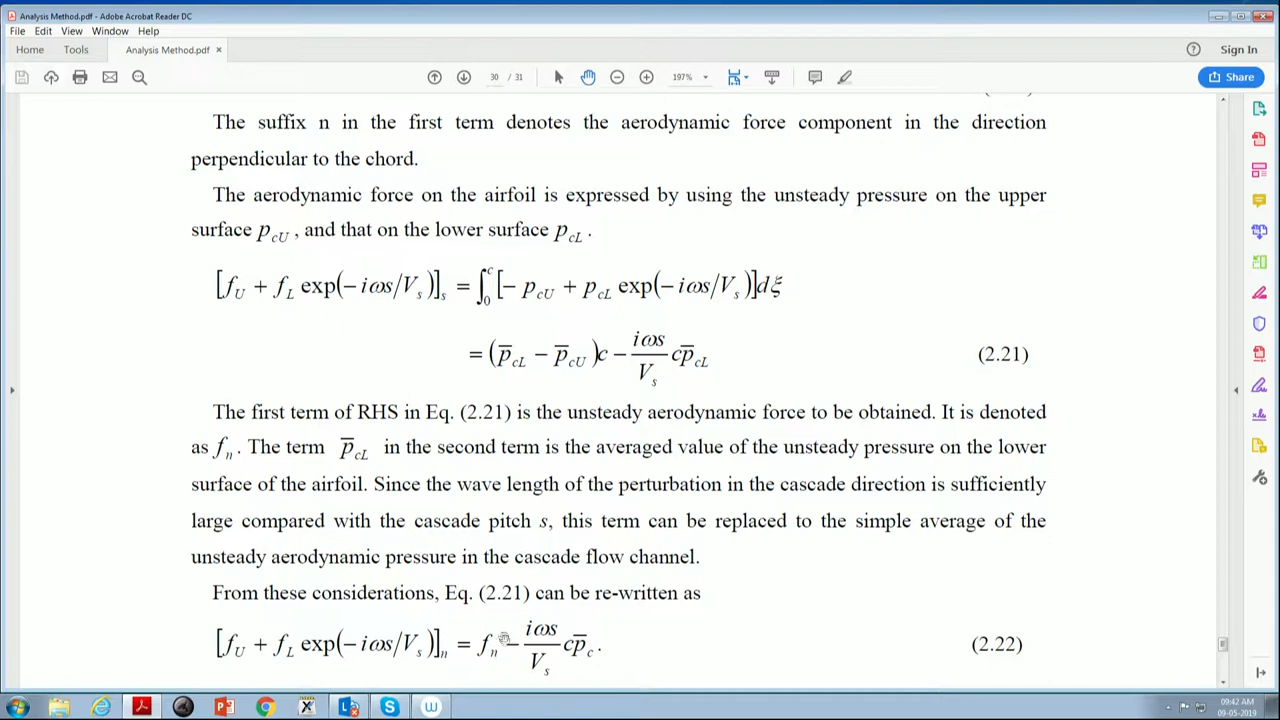 Analysis Method.pdf - Adobe Acrobat Reader DC
File Edit View Window Help
Home Tools Analysis Method.pdf × Sign In
30 / 31 197% Share
The suffix n in the first term denotes the aerodynamic force component in the direction
perpendicular to the chord.
The aerodynamic force on the airfoil is expressed by using the unsteady pressure on the upper
surface p_cU , and that on the lower surface p_cL .
[f_U + f_L exp(− iωs/V_s)]_s = ∫_0^c [− p_cU + p_cL exp(− iωs/V_s)]dξ
= (p̅_cL − p̅_cU)c − iωs/V_s cp̅_cL (2.21)
The first term of RHS in Eq. (2.21) is the unsteady aerodynamic force to be obtained. It is denoted
as f_n . The term p̅_cL in the second term is the averaged value of the unsteady pressure on the lower
surface of the airfoil. Since the wave length of the perturbation in the cascade direction is sufficiently
large compared with the cascade pitch s, this term can be replaced to the simple average of the
unsteady aerodynamic pressure in the cascade flow channel.
From these considerations, Eq. (2.21) can be re-written as
[f_U + f_L exp(− iωs/V_s)]_n = f_n − iωs/V_s cp̅_c . (2.22)
09:42 AM
09-05-2019